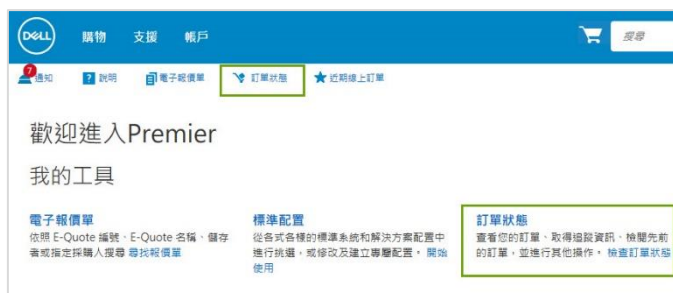 DELL 購物 支援 帳戶 搜尋
7
通知 ? 說明 電子報價單 訂單狀態 近期線上訂單
歡迎進入Premier
我的工具
電子報價單
依照 E-Quote 編號、E-Quote 名稱、儲存
者或指定採購人搜尋 尋找報價單
標準配置
從各式各樣的標準系統和解決方案配置中
進行挑選，或修改及建立專屬配置。 開始
使用
訂單狀態
查看您的訂單、取得追蹤資訊、檢閱先前
的訂單，並進行其他操作。 檢查訂單狀態